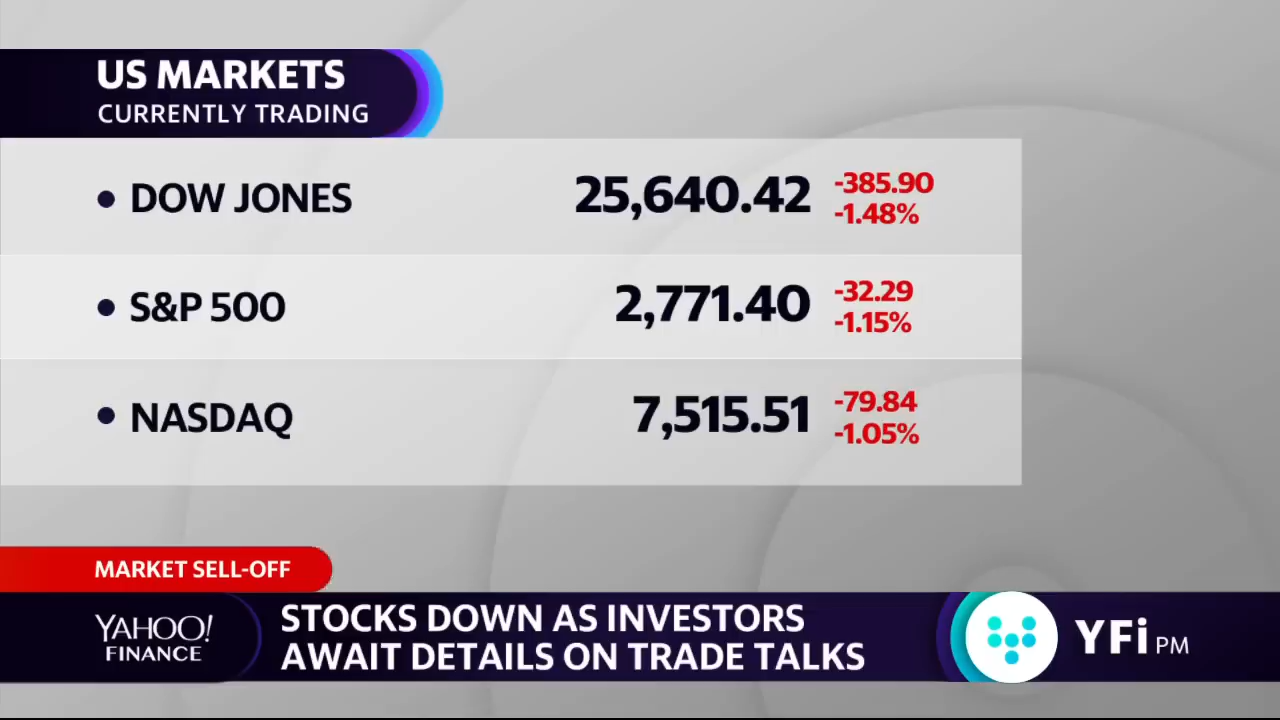 US MARKETS
CURRENTLY TRADING
• DOW JONES 25,640.42 -385.90
-1.48%
• S&P 500 2,771.40 -32.29
-1.15%
• NASDAQ 7,515.51 -79.84
-1.05%
MARKET SELL-OFF
YAHOO!
FINANCE
STOCKS DOWN AS INVESTORS
AWAIT DETAILS ON TRADE TALKS
YFi PM